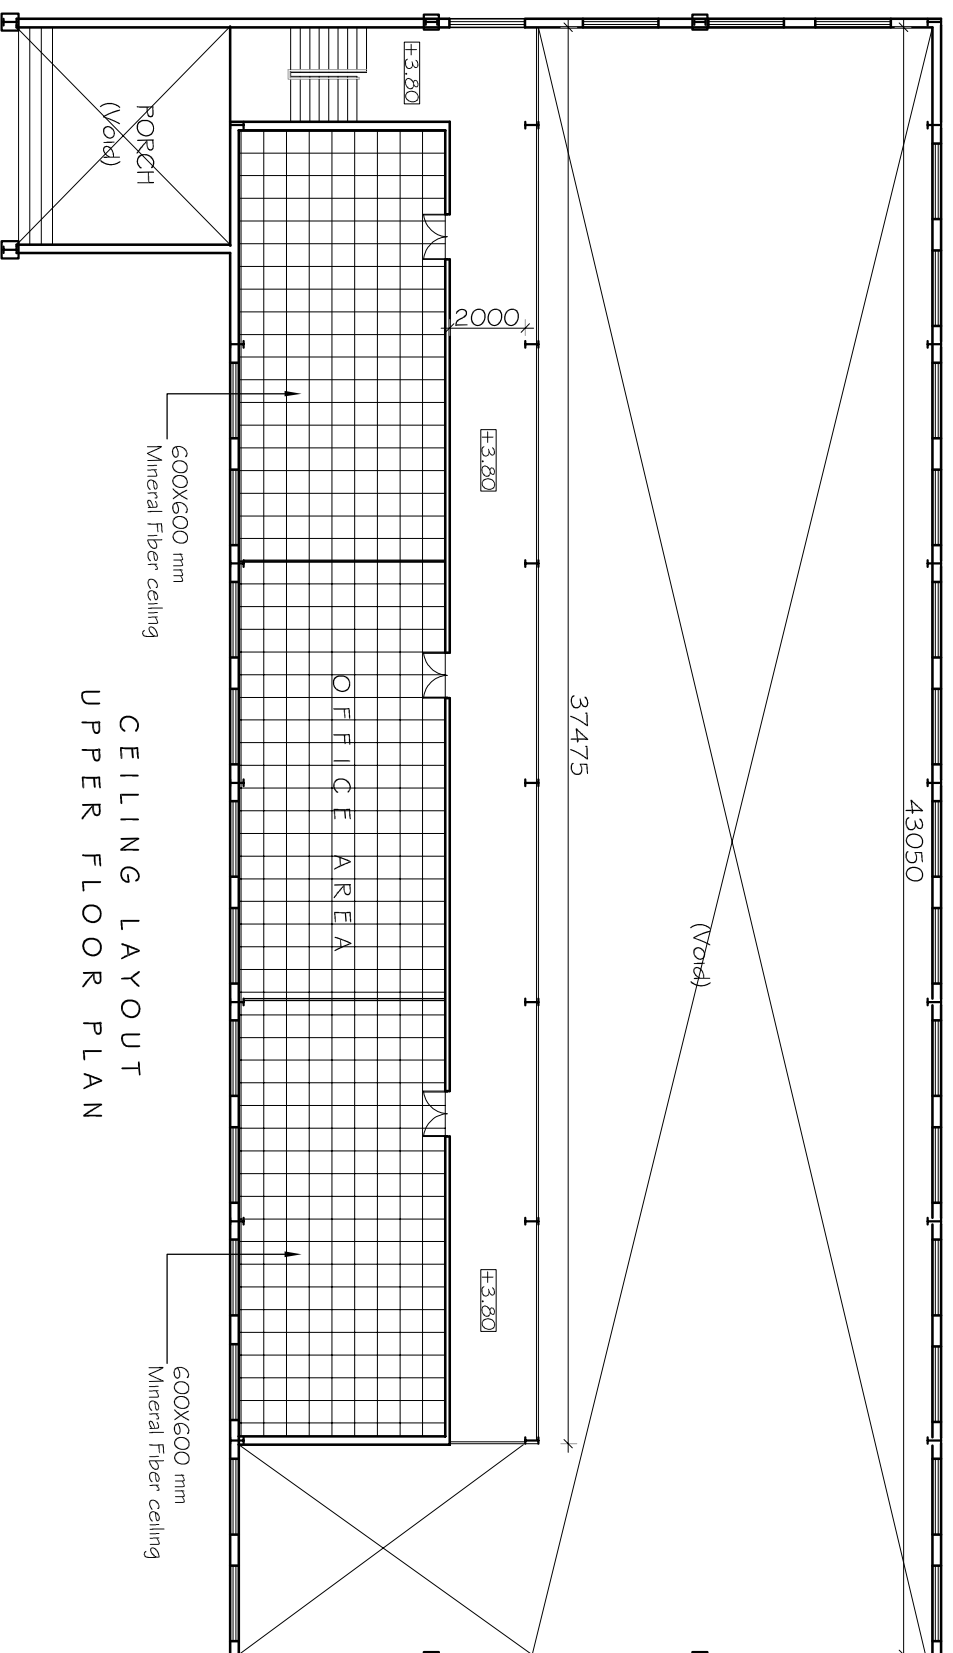 +3.80
PORCH
(Void)
2000
+3.80
600X600 mm
Mineral Fiber ceiling
OFFICE AREA
37475
43050
(Void)
+3.80
600X600 mm
Mineral Fiber ceiling
CEILING LAYOUT
UPPER FLOOR PLAN